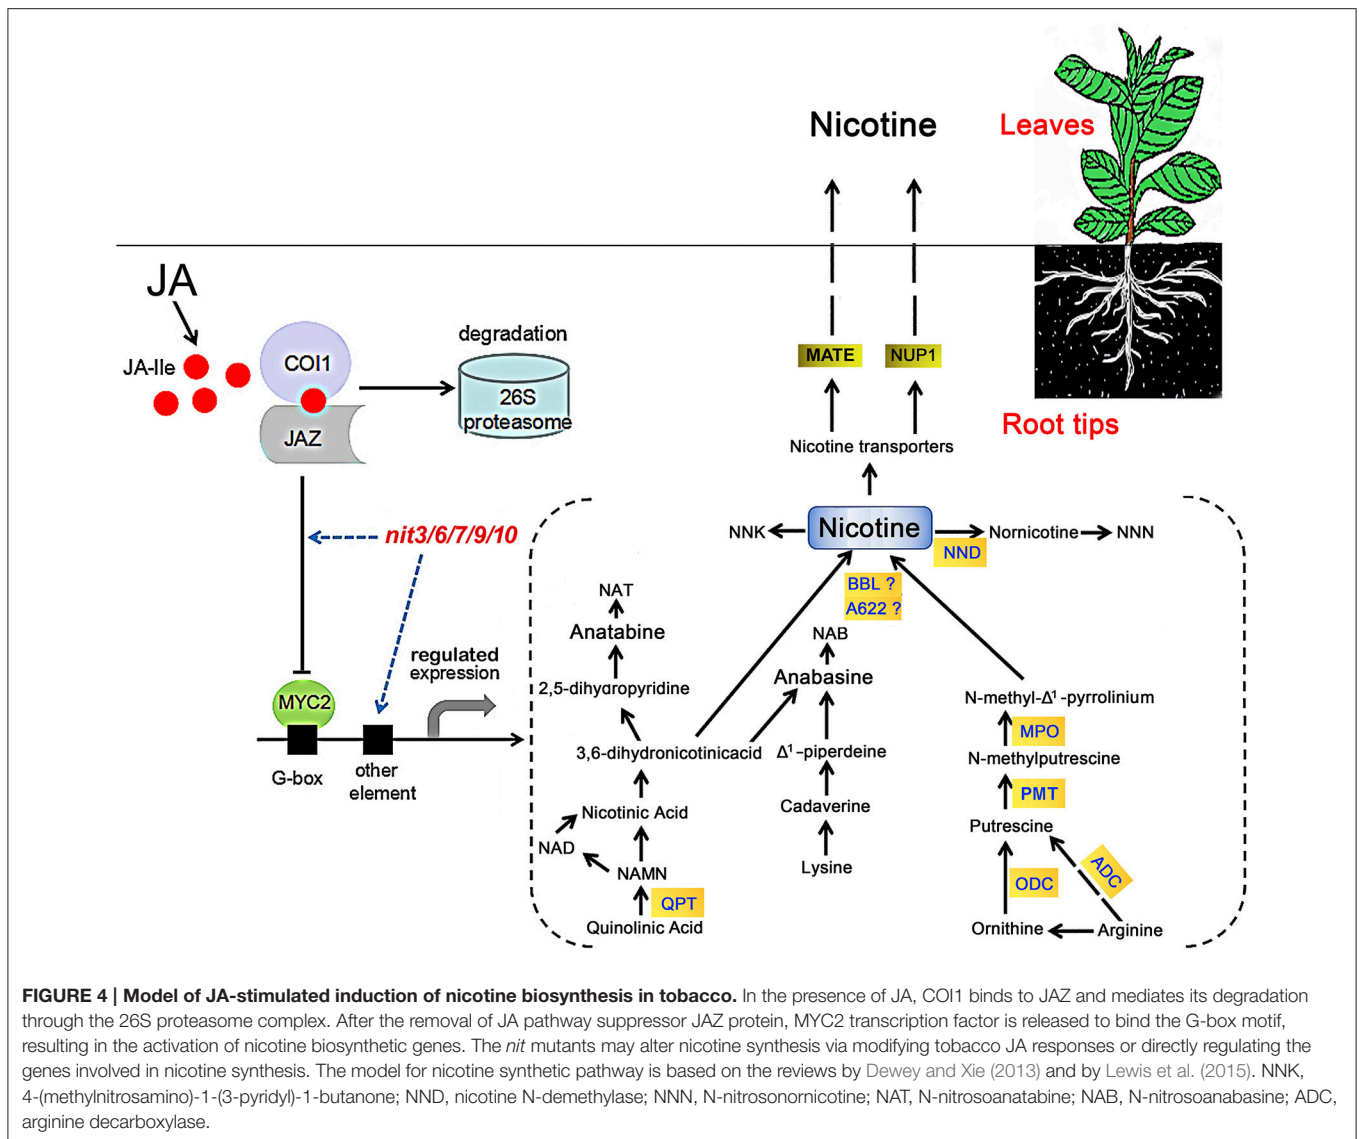 Nicotine
Leaves
JA
JA-Ile
COI1
JAZ
degradation
26S
proteasome
MATE
NUP1
Root tips
Nicotine transporters
nit3/6/7/9/10
NNK
Nicotine
NND
Nornicotine
NNN
BBL ?
A622 ?
NAT
Anatabine
NAB
Anabasine
regulated
expression
2,5-dihydropyridine
N-methyl-Δ¹-pyrrolinium
MYC2
MPO
3,6-dihydronicotinicacid
Δ¹-piperdeine
N-methylputrescine
G-box
other
element
PMT
Nicotinic Acid
Cadaverine
Putrescine
NAD
NAMN
Lysine
ADC
ODC
QPT
Quinolinic Acid
Ornithine
Arginine
FIGURE 4 | Model of JA-stimulated induction of nicotine biosynthesis in tobacco. In the presence of JA, COI1 binds to JAZ and mediates its degradation
through the 26S proteasome complex. After the removal of JA pathway suppressor JAZ protein, MYC2 transcription factor is released to bind the G-box motif,
resulting in the activation of nicotine biosynthetic genes. The nit mutants may alter nicotine synthesis via modifying tobacco JA responses or directly regulating the
genes involved in nicotine synthesis. The model for nicotine synthetic pathway is based on the reviews by Dewey and Xie (2013) and by Lewis et al. (2015). NNK,
4-(methylnitrosamino)-1-(3-pyridyl)-1-butanone; NND, nicotine N-demethylase; NNN, N-nitrosonornicotine; NAT, N-nitrosoanatabine; NAB, N-nitrosoanabasine; ADC,
arginine decarboxylase.